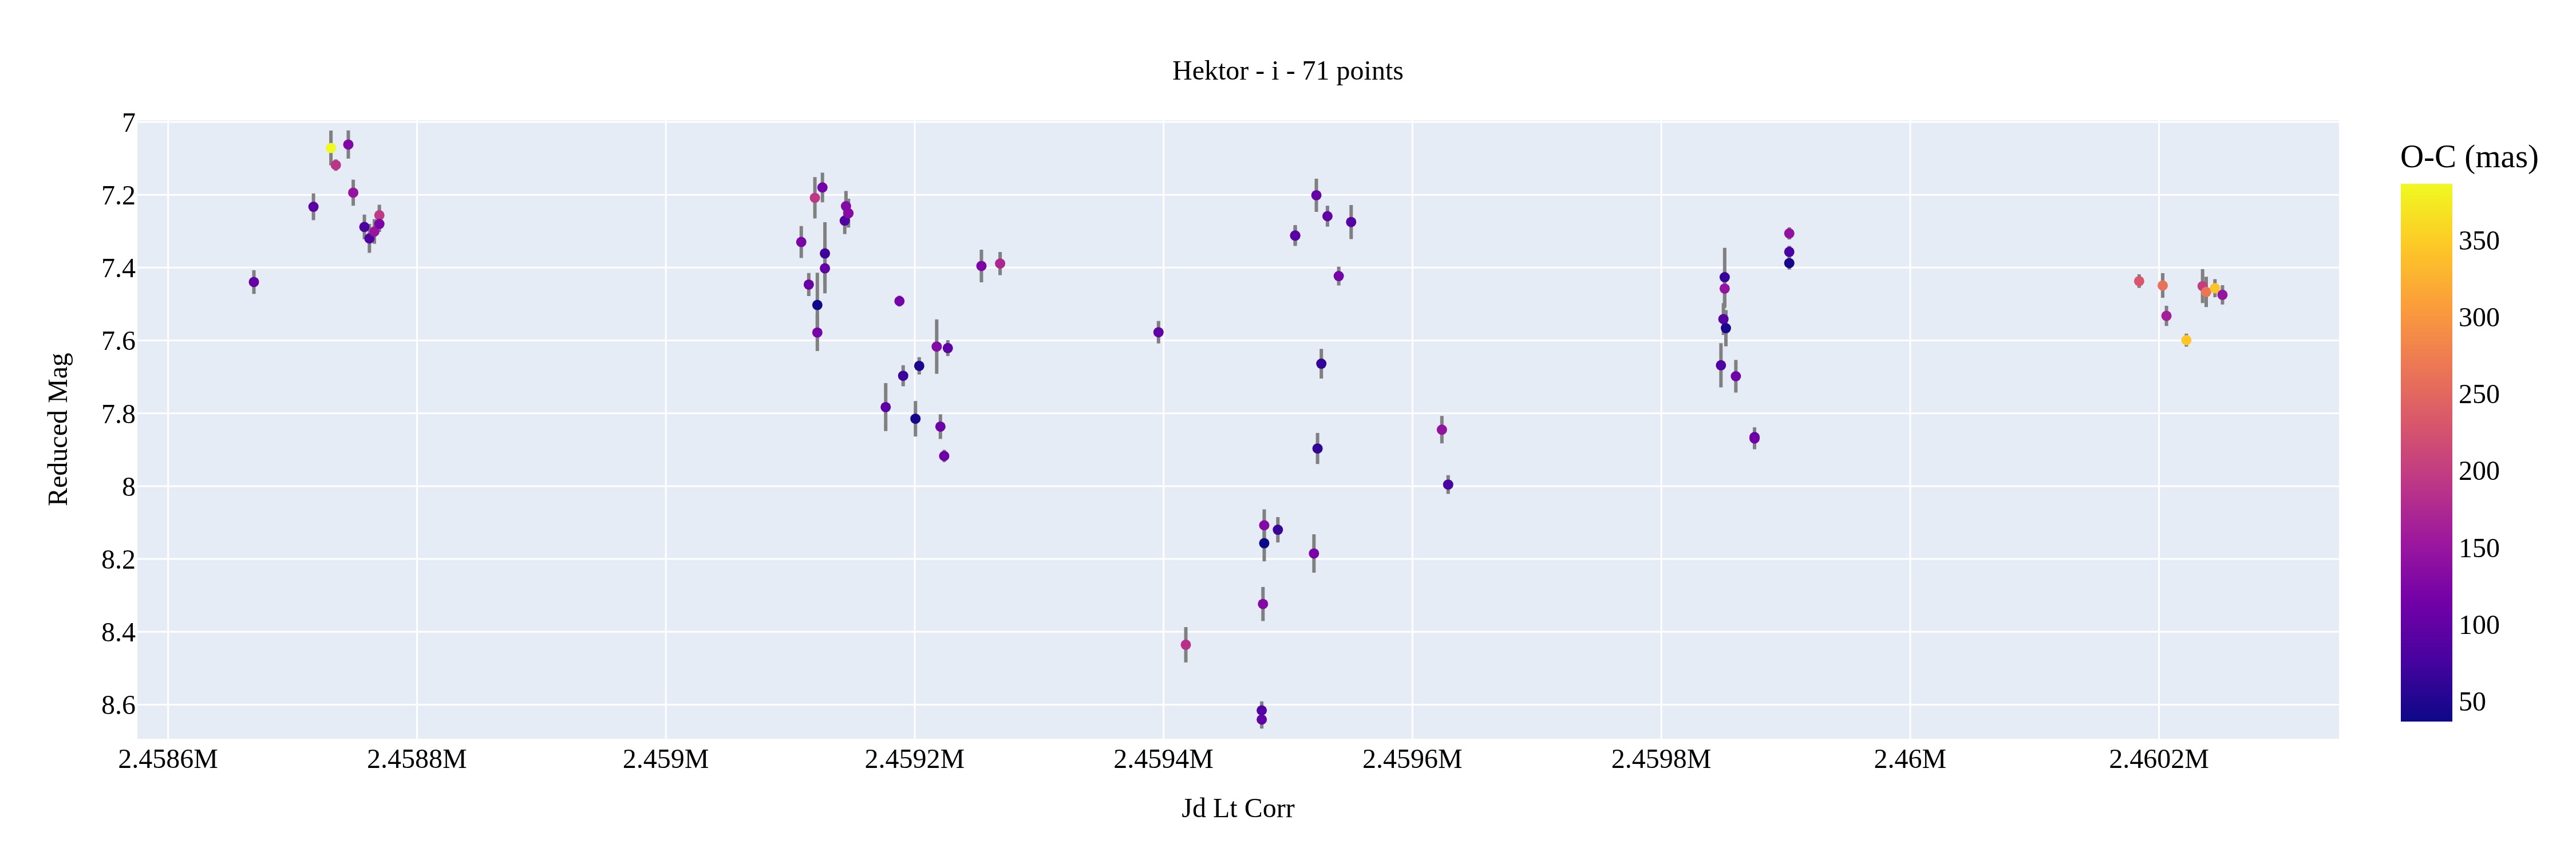 Hektor - i - 71 points
O-C (mas)
7
7.2
7.4
7.6
7.8
8
8.2
8.4
8.6
Reduced Mag
2.4586M
2.4588M
2.459M
2.4592M
2.4594M
2.4596M
2.4598M
2.46M
2.4602M
Jd Lt Corr
350
300
250
200
150
100
50